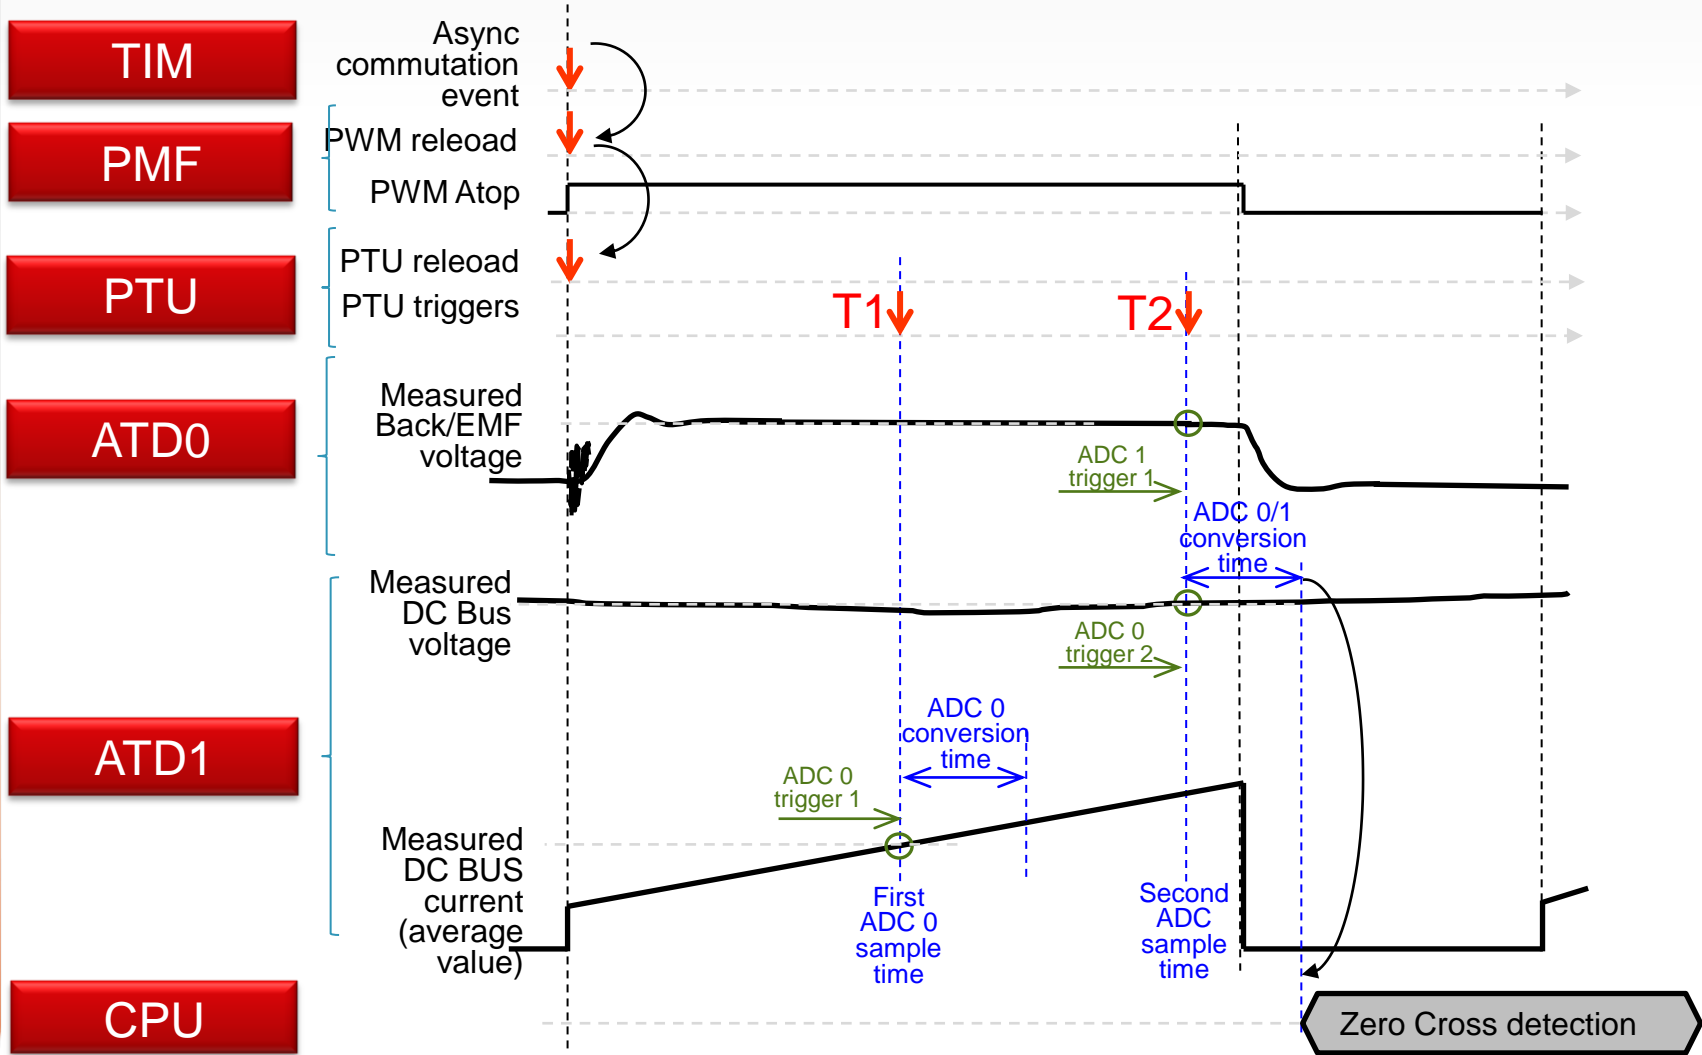 TIM
Async
commutation
event
PMF
PWM releoad
PWM Atop
PTU
PTU releoad
PTU triggers
T1
T2
ATD0
Measured
Back/EMF
voltage
ADC 1
trigger 1
ADC 0/1
conversion
time
ATD1
Measured
DC Bus
voltage
ADC 0
trigger 2
ADC 0
conversion
time
ADC 0
trigger 1
Measured
DC BUS
current
(average
value)
First
ADC 0
sample
time
Second
ADC
sample
time
CPU
Zero Cross detection